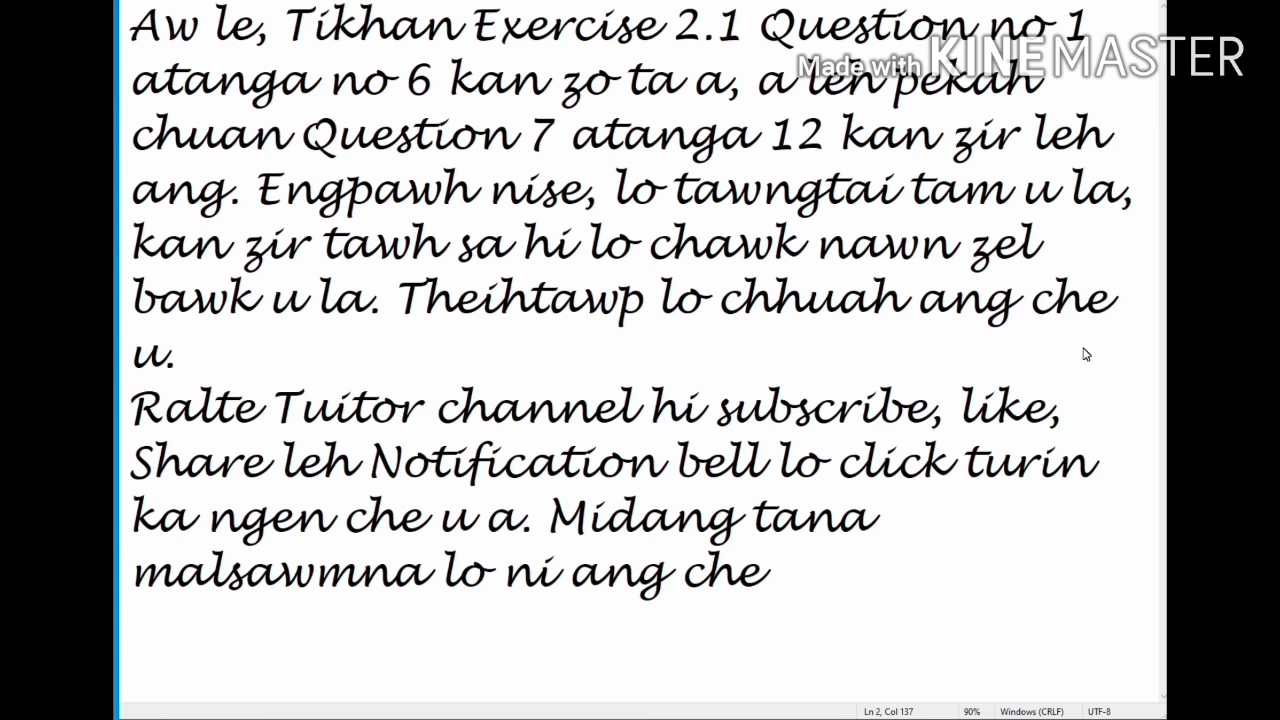 Aw le, Tikhan Exercise 2.1 Question no 1
Made with KINEMASTER
atanga no 6 kan zo ta a, a leh pekah
chuan Question 7 atanga 12 kan zir leh
ang. Engpawh nise, lo tawngtai tam u la,
kan zir tawh sa hi lo chawk nawn zel
bawk u la. Theihtawp lo chhuah ang che
u.
Ralte Tuitor channel hi subscribe, like,
Share leh Notification bell lo click turin
ka ngen che u a. Midang tana
malsawmna lo ni ang che
Ln 2, Col 137 90% Windows (CRLF) UTF-8